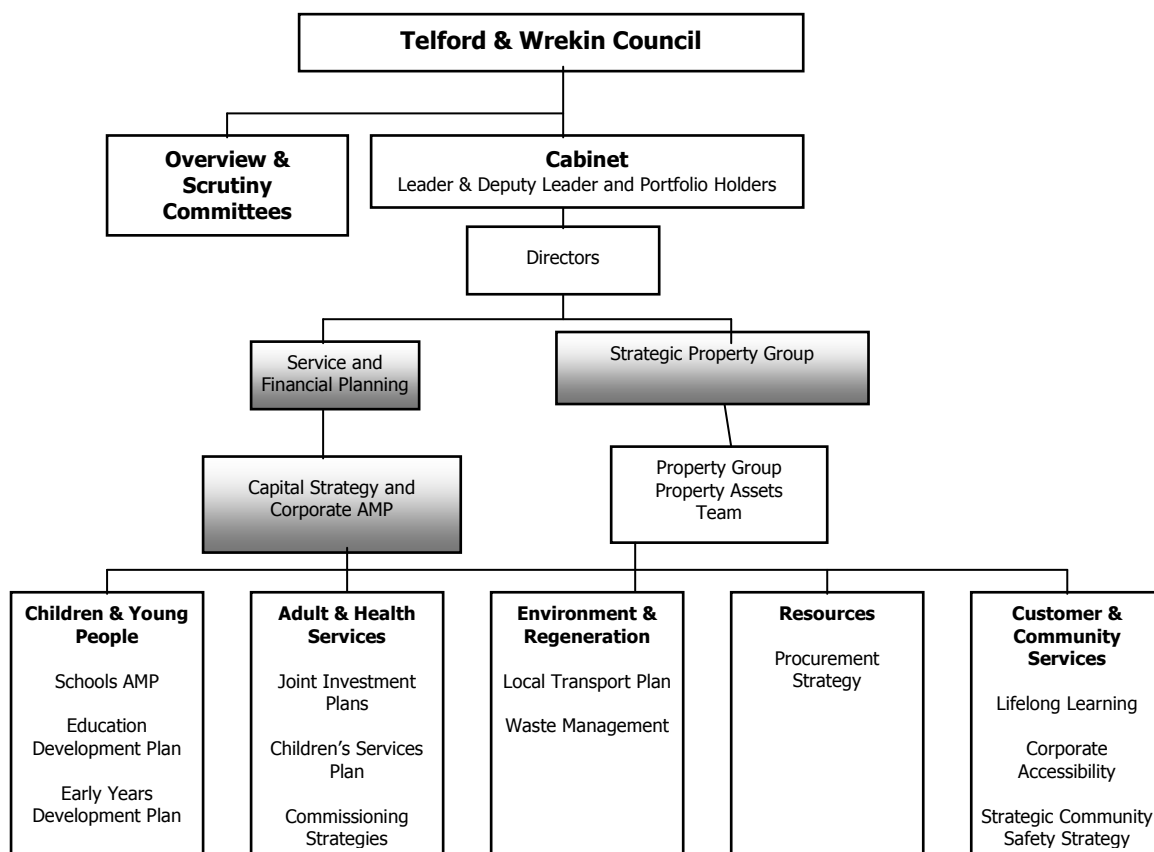 Telford & Wrekin Council
Overview &
Scrutiny
Committees
Cabinet
Leader & Deputy Leader and Portfolio Holders
Directors
Service and
Financial Planning
Strategic Property Group
Capital Strategy and
Corporate AMP
Property Group
Property Assets
Team
Children & Young
People
Schools AMP
Education
Development Plan
Early Years
Development Plan
Adult & Health
Services
Joint Investment
Plans
Children’s Services
Plan
Commissioning
Strategies
Environment &
Regeneration
Local Transport Plan
Waste Management
Resources
Procurement
Strategy
Customer &
Community
Services
Lifelong Learning
Corporate
Accessibility
Strategic Community
Safety Strategy